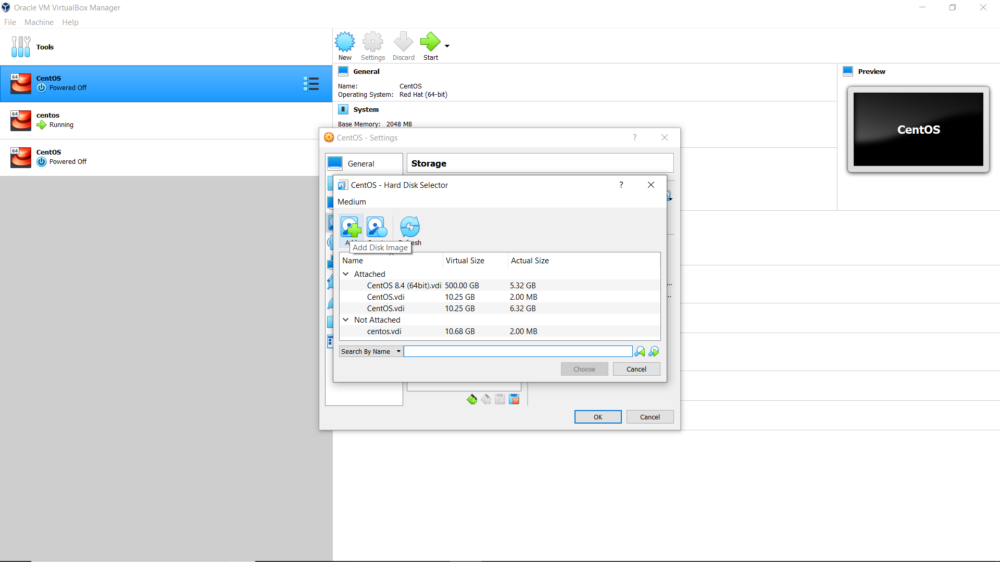 Oracle VM VirtualBox Manager
File Machine Help
Tools
New Settings Discard Start
64 CentOS
Powered Off
64 centos
Running
64 CentOS
Powered Off
General
Name: CentOS
Operating System: Red Hat (64-bit)
System
Base Memory: 2048 MB
Preview
CentOS
CentOS - Settings ?
General
Storage
CentOS - Hard Disk Selector ?
Medium
Add Disk Image
Name Virtual Size Actual Size
Attached
CentOS 8.4 (64bit).vdi 500.00 GB 5.32 GB
CentOS.vdi 10.25 GB 2.00 MB
CentOS.vdi 10.25 GB 6.32 GB
Not Attached
centos.vdi 10.68 GB 2.00 MB
Search By Name
Choose Cancel
OK Cancel